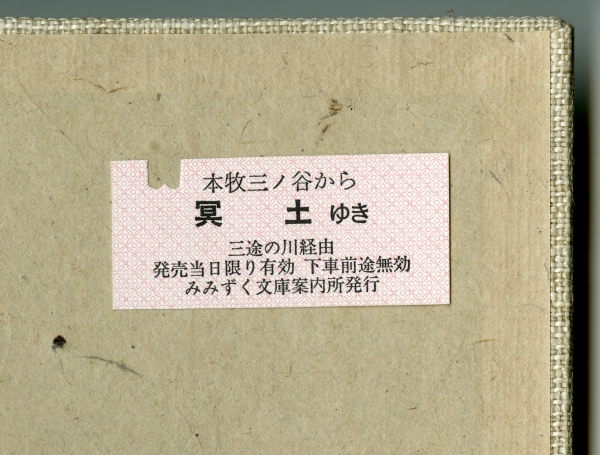 本牧三ノ谷から
冥　土 ゆき
三途の川経由
発売当日限り有効 下車前途無効
みみずく文庫案内所発行